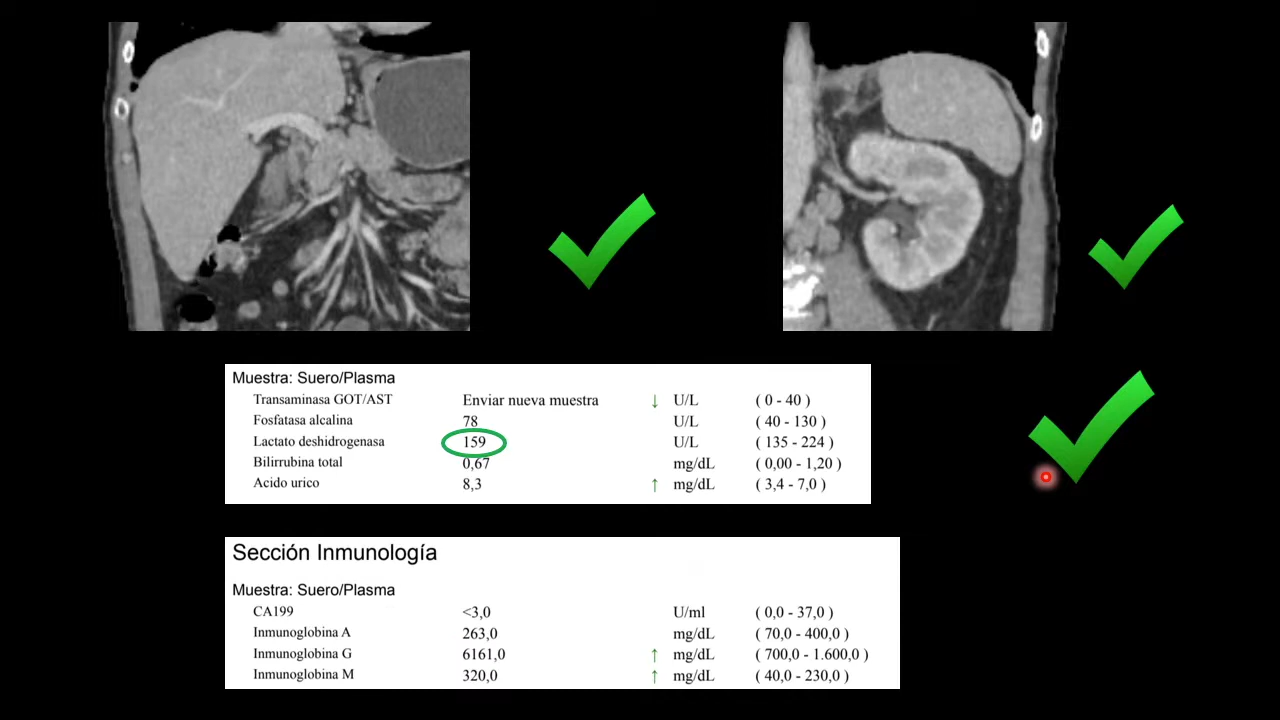 Muestra: Suero/Plasma
Transaminasa GOT/AST Enviar nueva muestra ↓ U/L ( 0 - 40 )
Fosfatasa alcalina 78 U/L ( 40 - 130 )
Lactato deshidrogenasa 159 U/L ( 135 - 224 )
Bilirrubina total 0,67 mg/dL ( 0,00 - 1,20 )
Acido urico 8,3 ↑ mg/dL ( 3,4 - 7,0 )
Sección Inmunología
Muestra: Suero/Plasma
CA199 <3,0 U/ml ( 0,0 - 37,0 )
Inmunoglobina A 263,0 mg/dL ( 70,0 - 400,0 )
Inmunoglobina G 6161,0 ↑ mg/dL ( 700,0 - 1.600,0 )
Inmunoglobina M 320,0 ↑ mg/dL ( 40,0 - 230,0 )